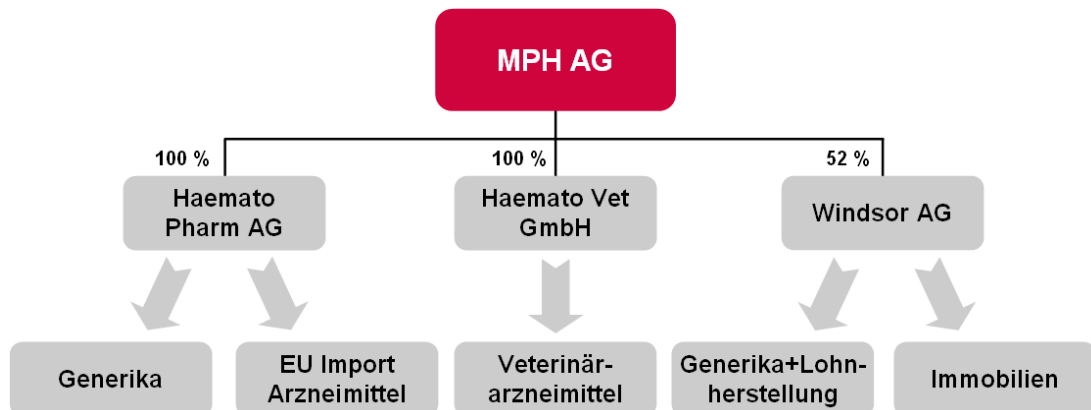 MPH AG
100 %
100 %
52 %
Haemato
Pharm AG
Haemato Vet
GmbH
Windsor AG
Generika
EU Import
Arzneimittel
Veterinär-
arzneimittel
Generika+Lohn-
herstellung
Immobilien